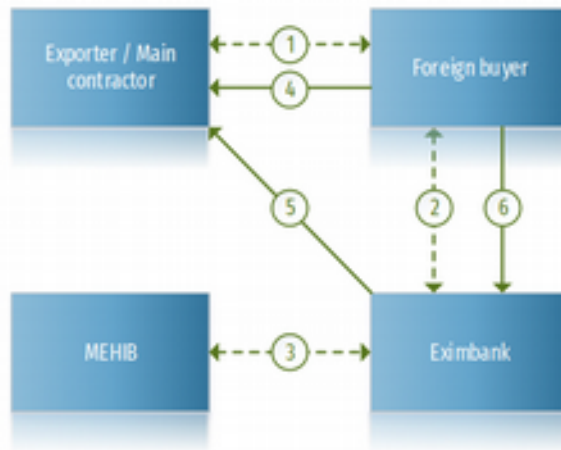 Exporter / Main
contractor
1
4
Foreign buyer
5
2
6
MEHIB
3
Eximbank